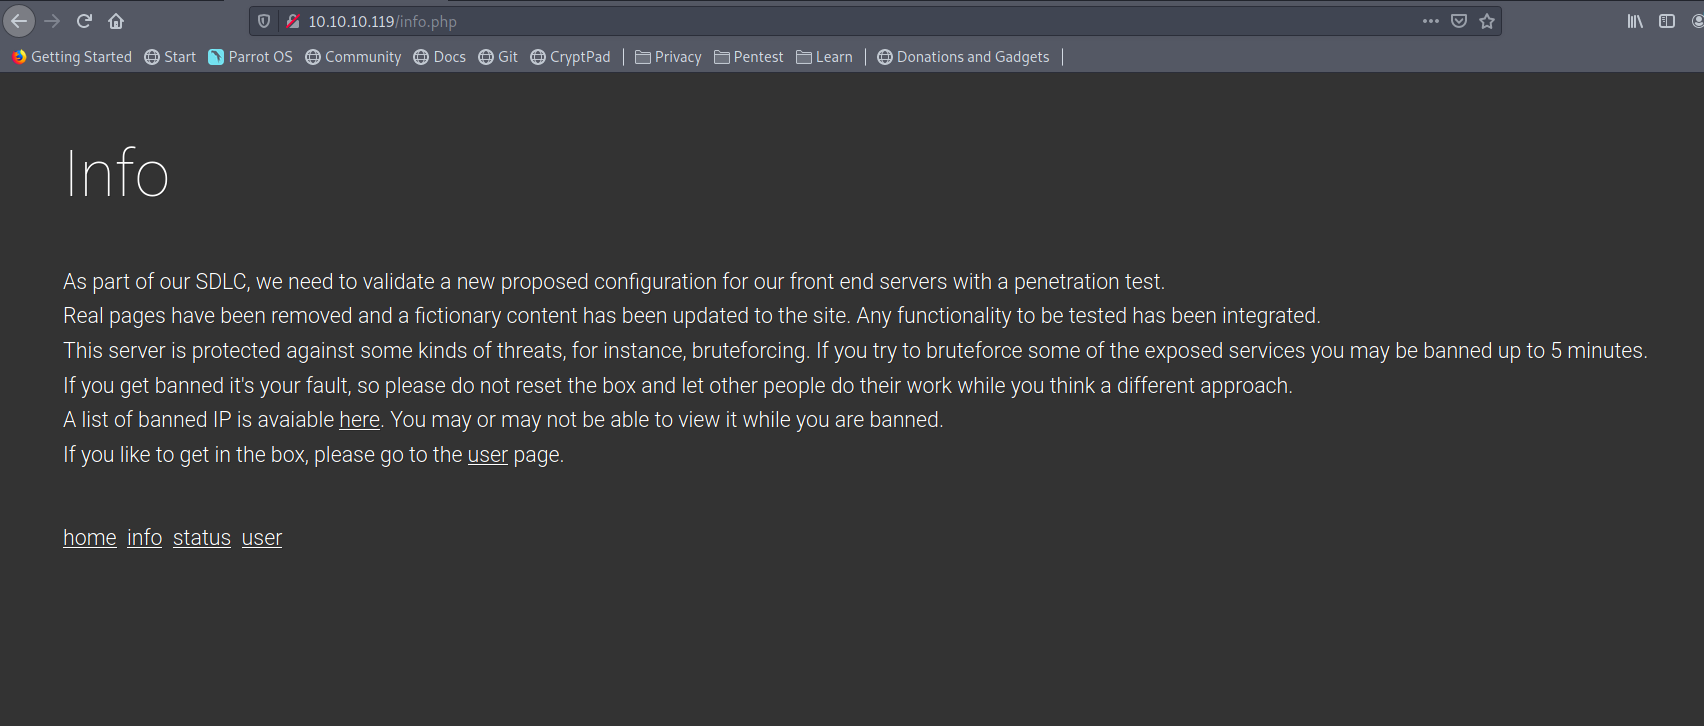 10.10.10.119/info.php
Getting Started Start Parrot OS Community Docs Git CryptPad Privacy Pentest Learn Donations and Gadgets
Info
As part of our SDLC, we need to validate a new proposed configuration for our front end servers with a penetration test.
Real pages have been removed and a fictionary content has been updated to the site. Any functionality to be tested has been integrated.
This server is protected against some kinds of threats, for instance, bruteforcing. If you try to bruteforce some of the exposed services you may be banned up to 5 minutes.
If you get banned it's your fault, so please do not reset the box and let other people do their work while you think a different approach.
A list of banned IP is avaiable here. You may or may not be able to view it while you are banned.
If you like to get in the box, please go to the user page.
home info status user